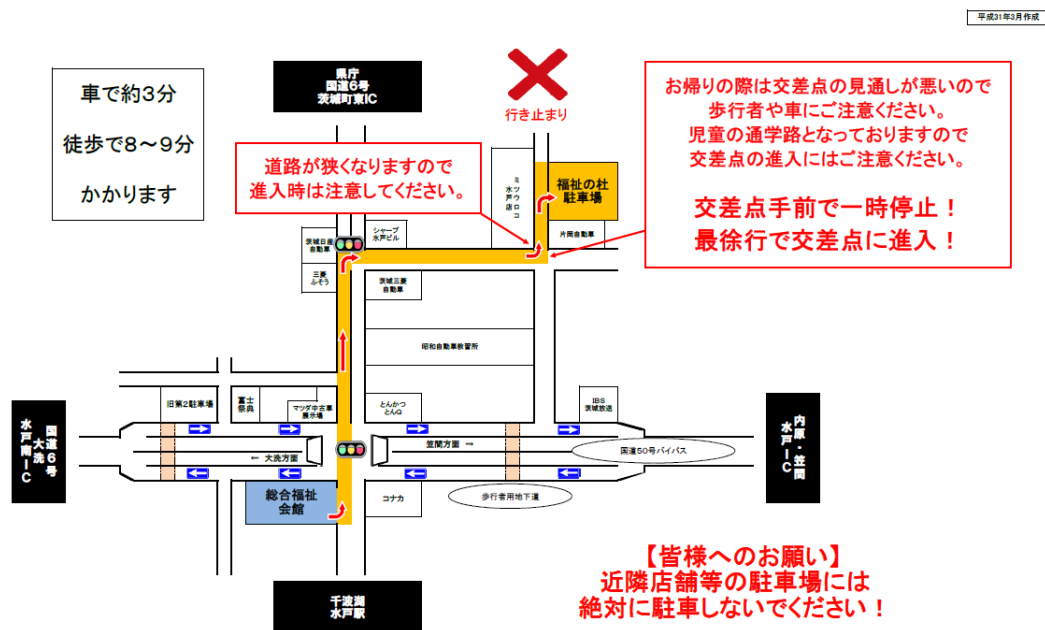 平成31年3月作成
車で約3分
徒歩で8～9分
かかります
県庁
国道6号
茨城町東IC
行き止まり
お帰りの際は交差点の見通しが悪いので
歩行者や車にご注意ください。
児童の通学路となっておりますので
交差点の進入にはご注意ください。
交差点手前で一時停止！
最徐行で交差点に進入！
道路が狭くなりますので
進入時は注意してください。
ミツウロコ
水戸店
福祉の杜
駐車場
茨城日産
自動車
シャープ
水戸ビル
片岡自動車
三菱
ふそう
茨城三菱
自動車
昭和自動車教習所
旧第2駐車場
富士
祭典
マツダ中古車
展示場
とんかつ
とんQ
IBS
茨城放送
国道6号
大洗
水戸南IC
笠間方面 →
← 大洗方面
国道50号バイパス
内原・笠間
水戸IC
総合福祉
会館
コナカ
歩行者用地下道
千波湖
水戸駅
【皆様へのお願い】
近隣店舗等の駐車場には
絶対に駐車しないでください！